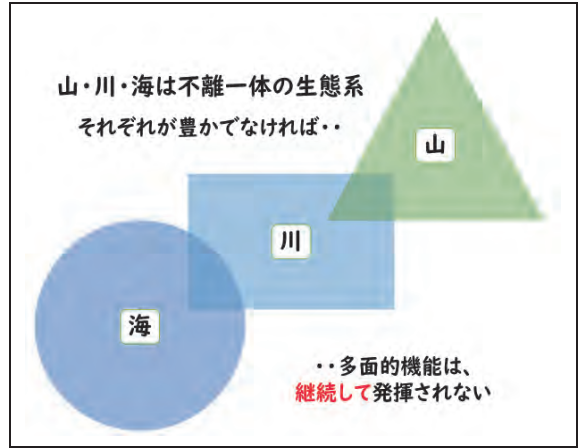 山・川・海は不離一体の生態系
それぞれが豊かでなければ・・
山
川
海
・・多面的機能は、
継続して発揮されない